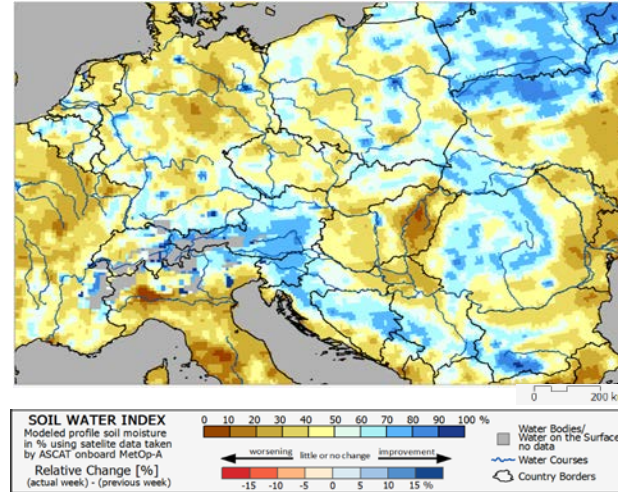 0 200 km
SOIL WATER INDEX
Modeled profile soil moisture
in % using satelite data taken
by ASCAT onboard MetOp-A
Relative Change [%]
(actual week) - (previous week)
0 10 20 30 40 50 60 70 80 90 100 %
worsening little or no change improvement
-15 -10 -5 0 5 10 15 %
Water Bodies/
Water on the Surface
no data
Water Courses
Country Borders